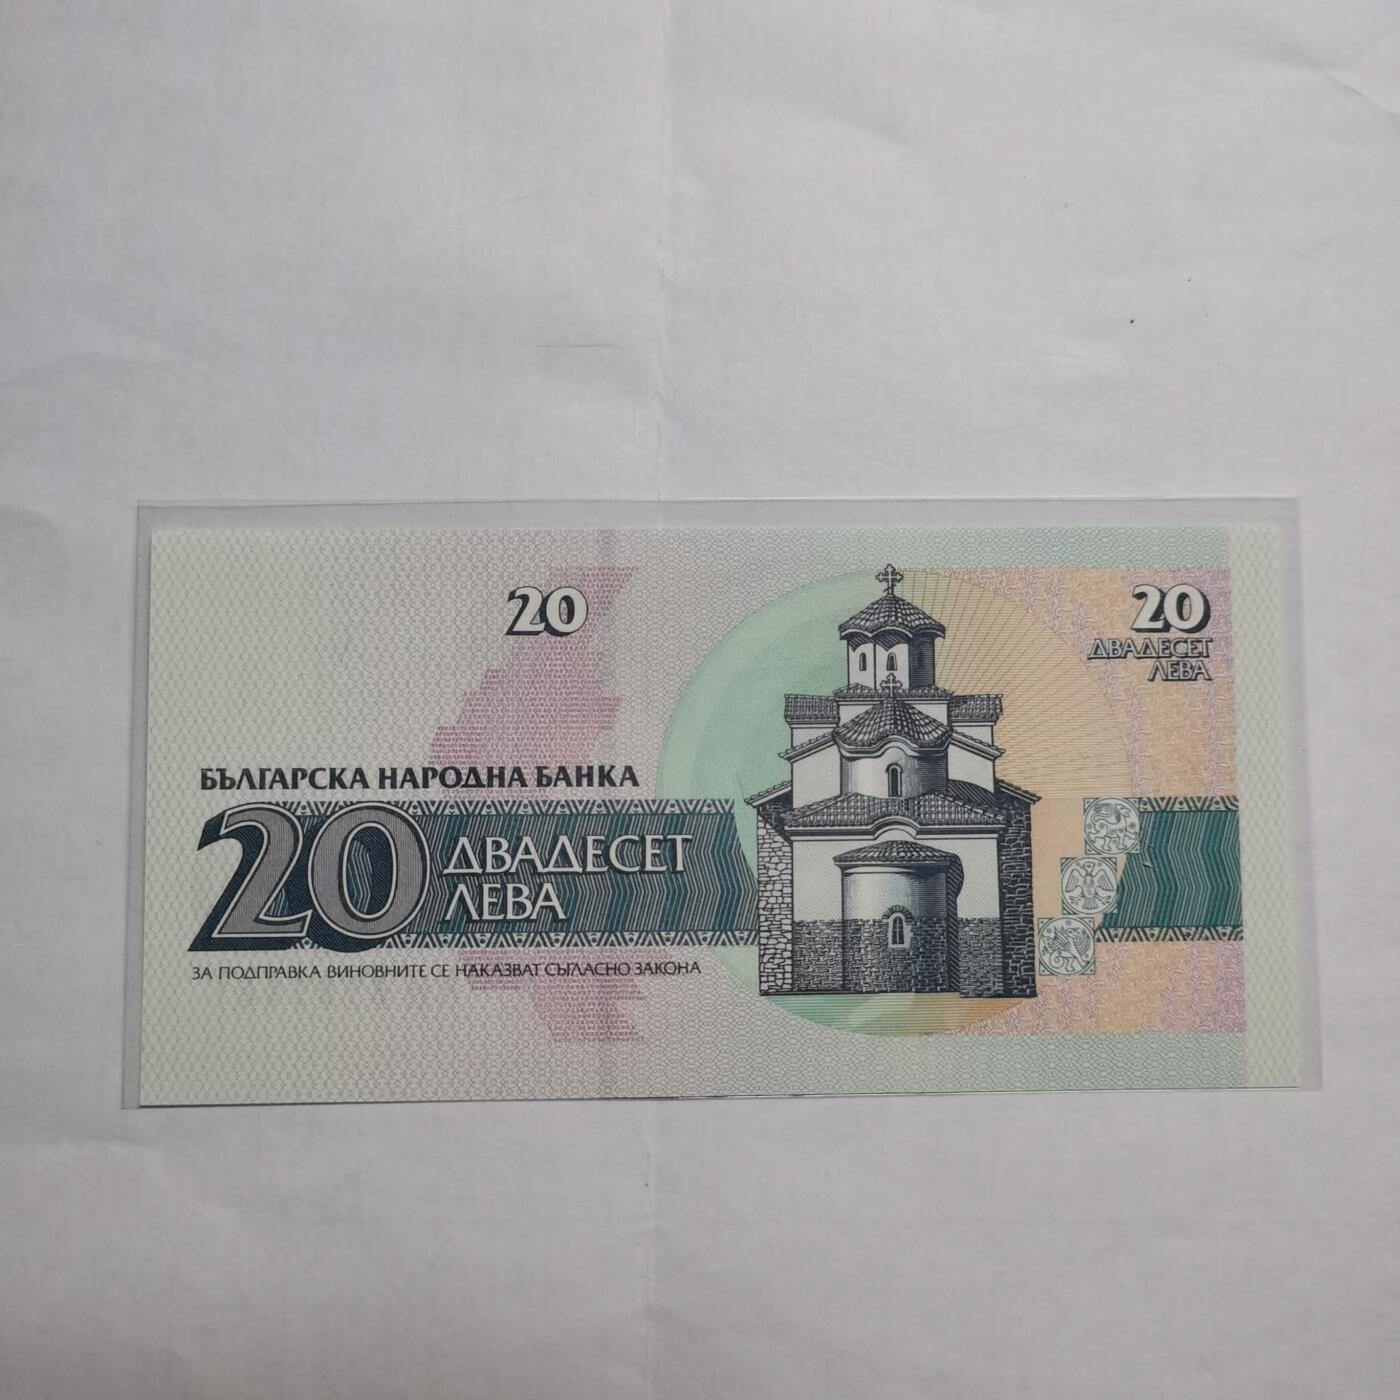 20
20
ДВАДЕСЕТ
ЛЕВА
БЪЛГАРСКА НАРОДНА БАНКА
20 ДВАДЕСЕТ
ЛЕВА
ЗА ПОДПРАВКА ВИНОВНИТЕ СЕ НАКАЗВАТ СЪГЛАСНО ЗАКОНА